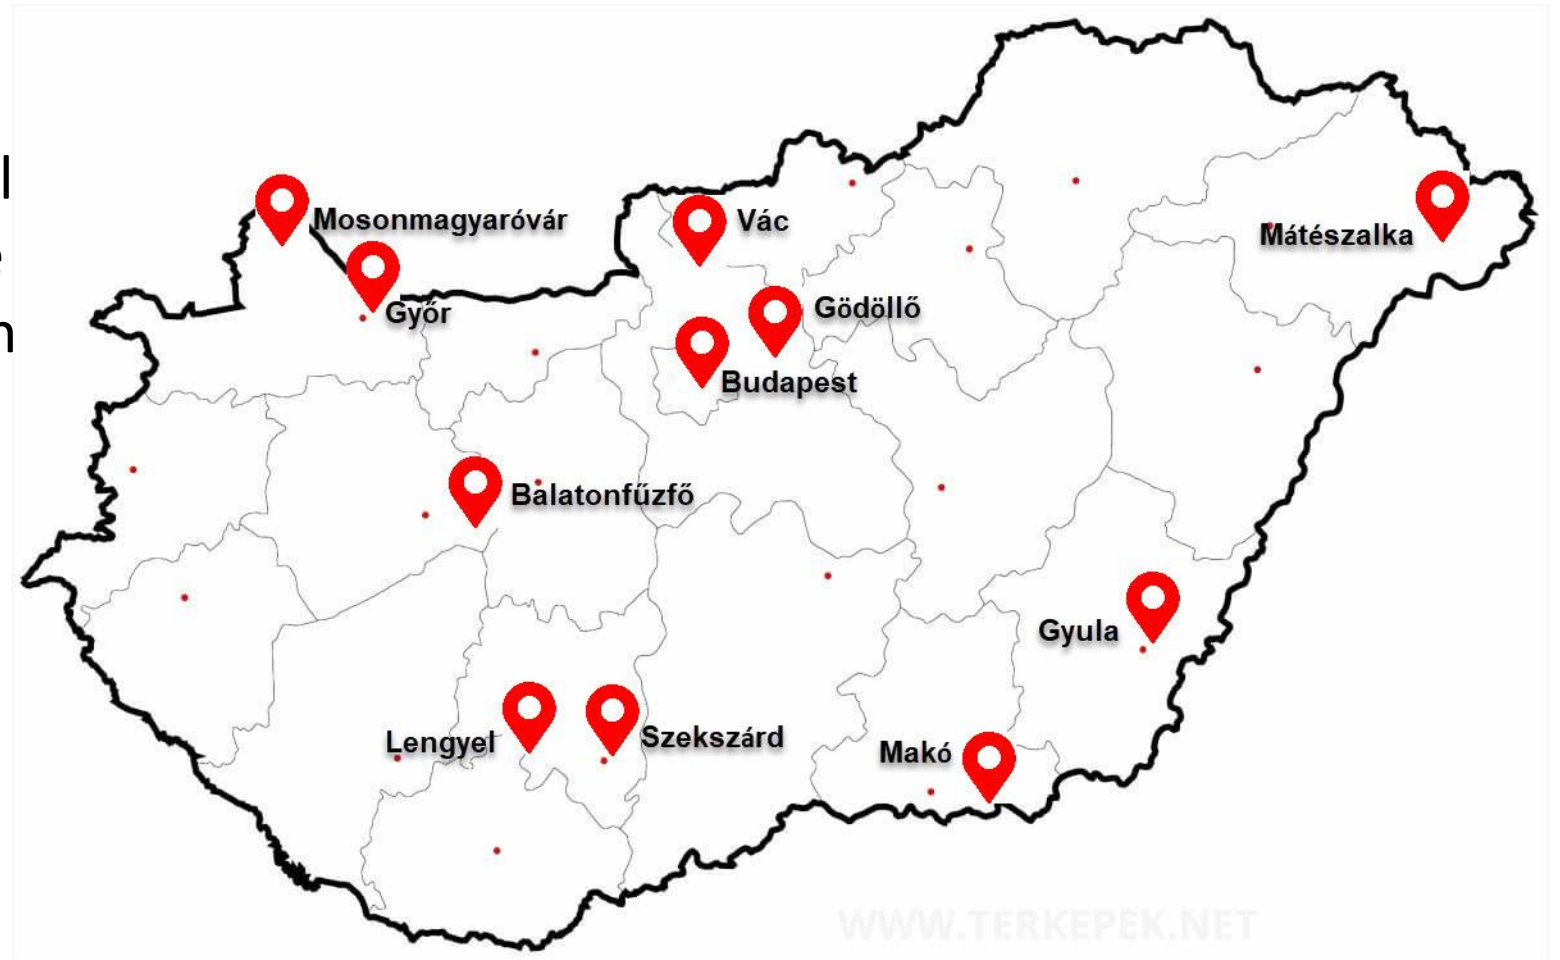 l
Mosonmagyaróvár
Vác
Mátészalka
e
n
Győr
Gödöllő
Budapest
Balatonfűzfő
Gyula
Lengyel
Szekszárd
Makó
WWW.TERKEPEK.NET